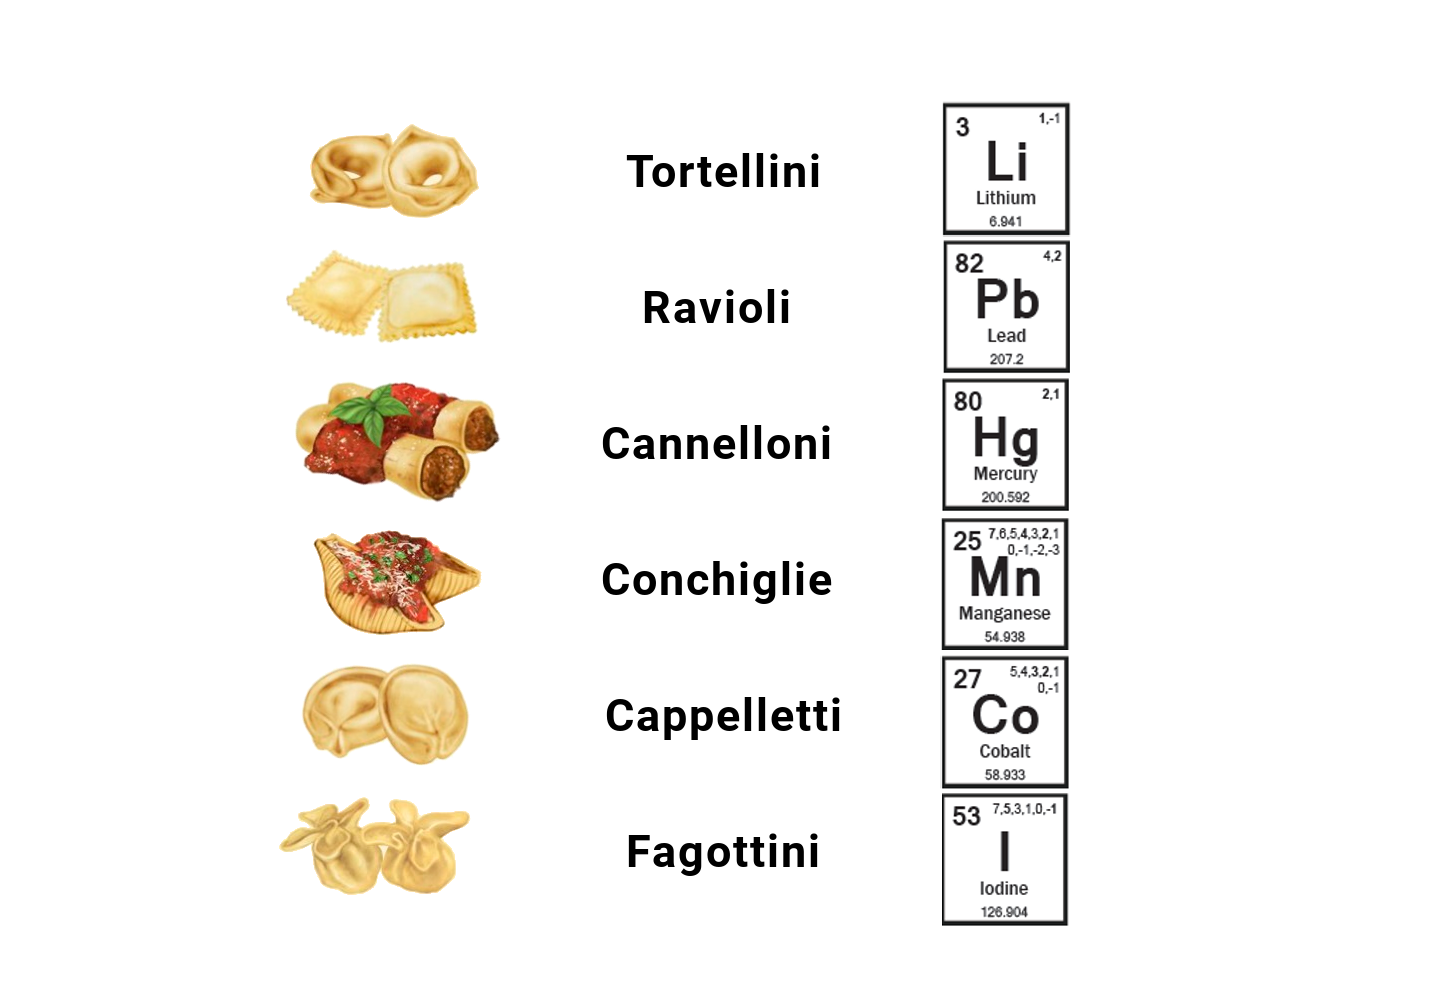 Tortellini
3 1,-1
Li
Lithium
6.941
Ravioli
82 4,2
Pb
Lead
207.2
Cannelloni
80 2,1
Hg
Mercury
200.592
Conchiglie
25 7,6,5,4,3,2,1
0,-1,-2,-3
Mn
Manganese
54.938
Cappelletti
27 5,4,3,2,1
0,-1
Co
Cobalt
58.933
Fagottini
53 7,5,3,1,0,-1
I
Iodine
126.904